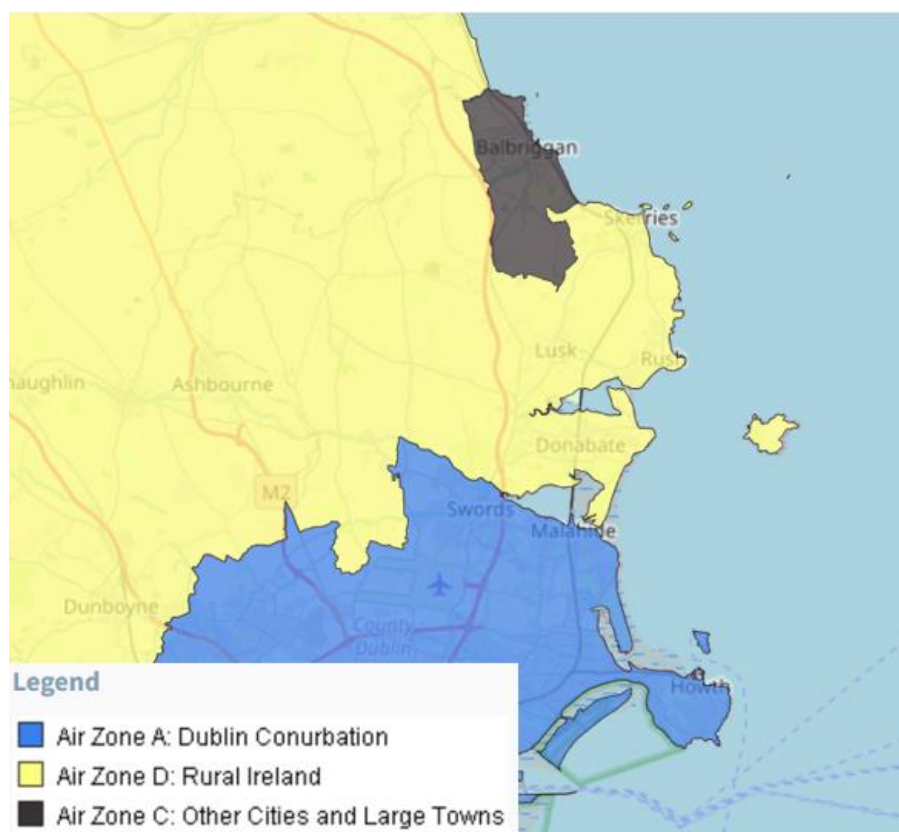 Balbriggan
Skerries
Lusk
Rush
naughlin
Ashbourne
Donabate
M2
Swords
Malahide
Dunboyne
County
Dublin
Howth
Legend
Air Zone A: Dublin Conurbation
Air Zone D: Rural Ireland
Air Zone C: Other Cities and Large Towns